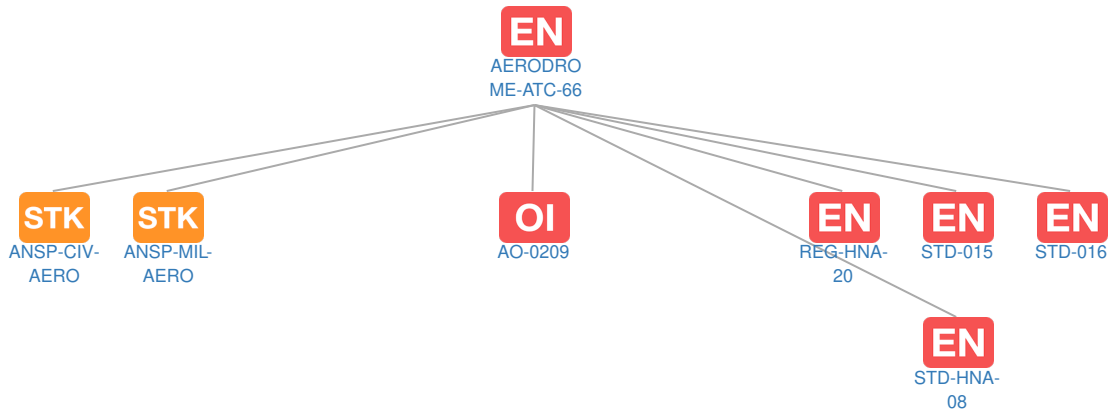 EN
AERODRO
ME-ATC-66
STK
ANSP-CIV-
AERO
STK
ANSP-MIL-
AERO
OI
AO-0209
EN
REG-HNA-
20
EN
STD-015
EN
STD-016
EN
STD-HNA-
08